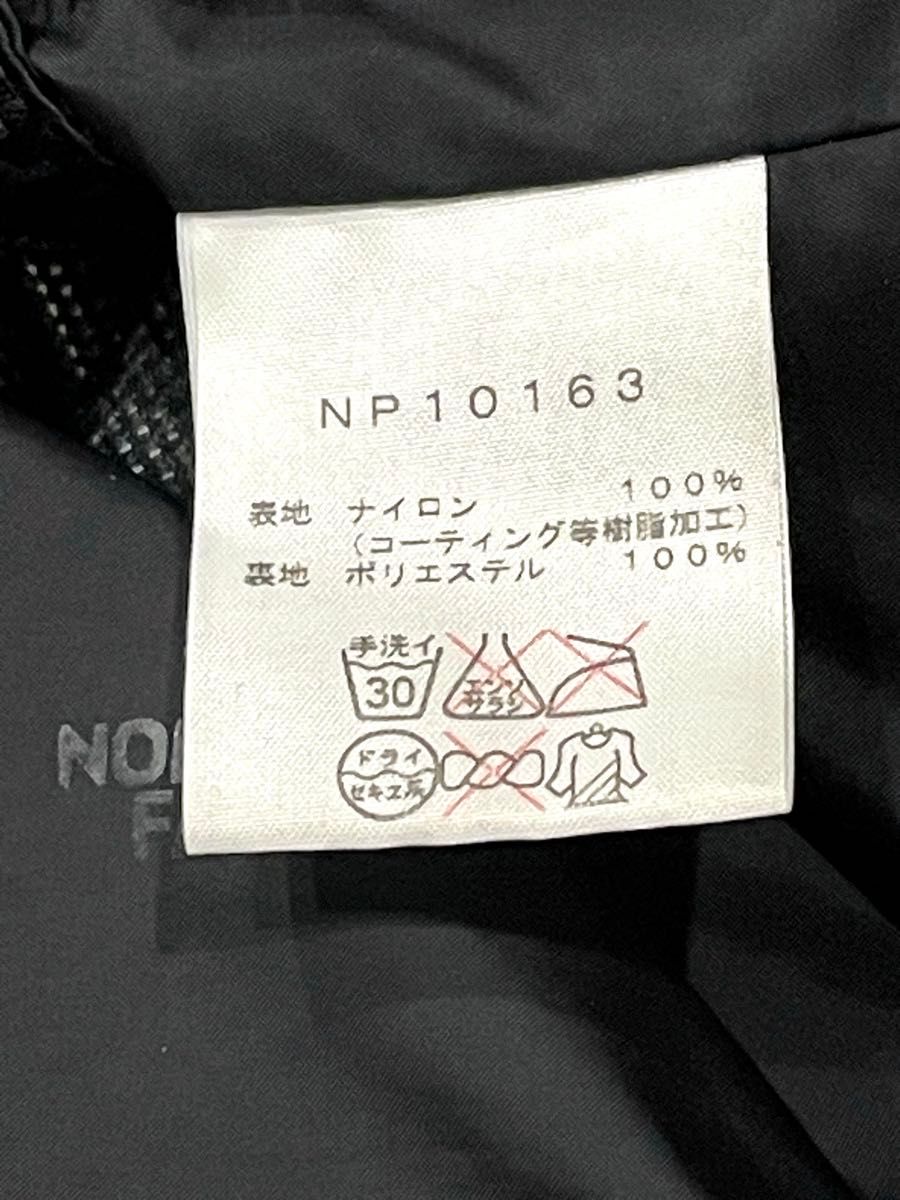 NP10163
表地 ナイロン 100%
(コーティング等樹脂加工)
裏地 ポリエステル 100%
手洗イ
30
エンソ
サラシ
ドライ
セキユ系
NOR
F